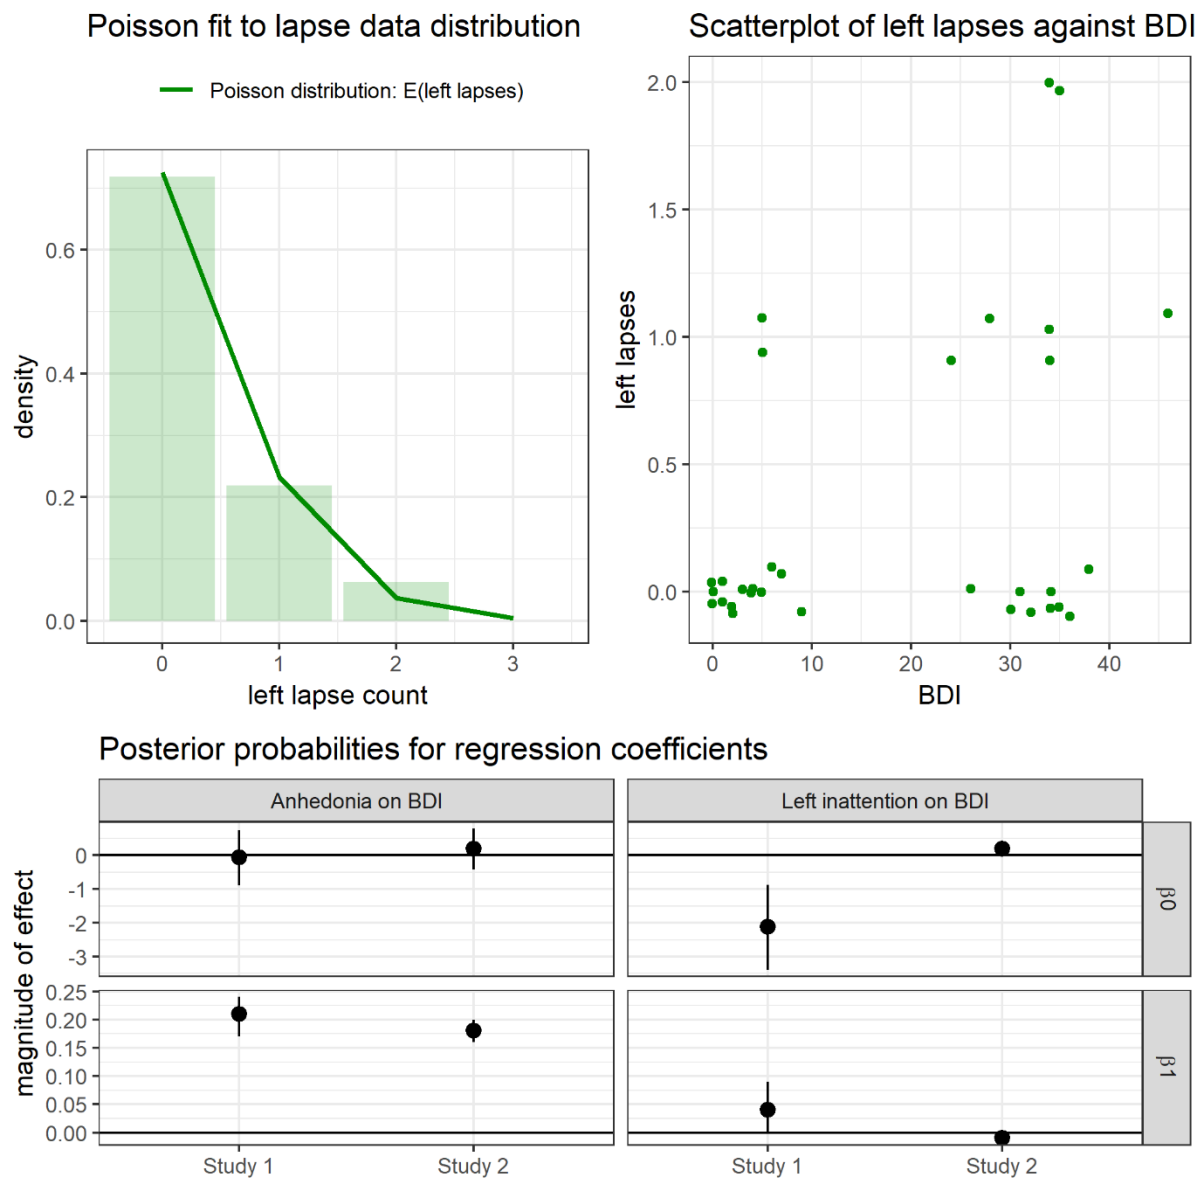 Poisson fit to lapse data distribution
Poisson distribution: E(left lapses)
density
0.6
0.4
0.2
0.0
0 1 2 3
left lapse count
Scatterplot of left lapses against BDI
left lapses
2.0
1.5
1.0
0.5
0.0
0 10 20 30 40
BDI
Posterior probabilities for regression coefficients
Anhedonia on BDI
Left inattention on BDI
magnitude of effect
0
-1
-2
-3
β0
0.25
0.20
0.15
0.10
0.05
0.00
β1
Study 1 Study 2
Study 1 Study 2